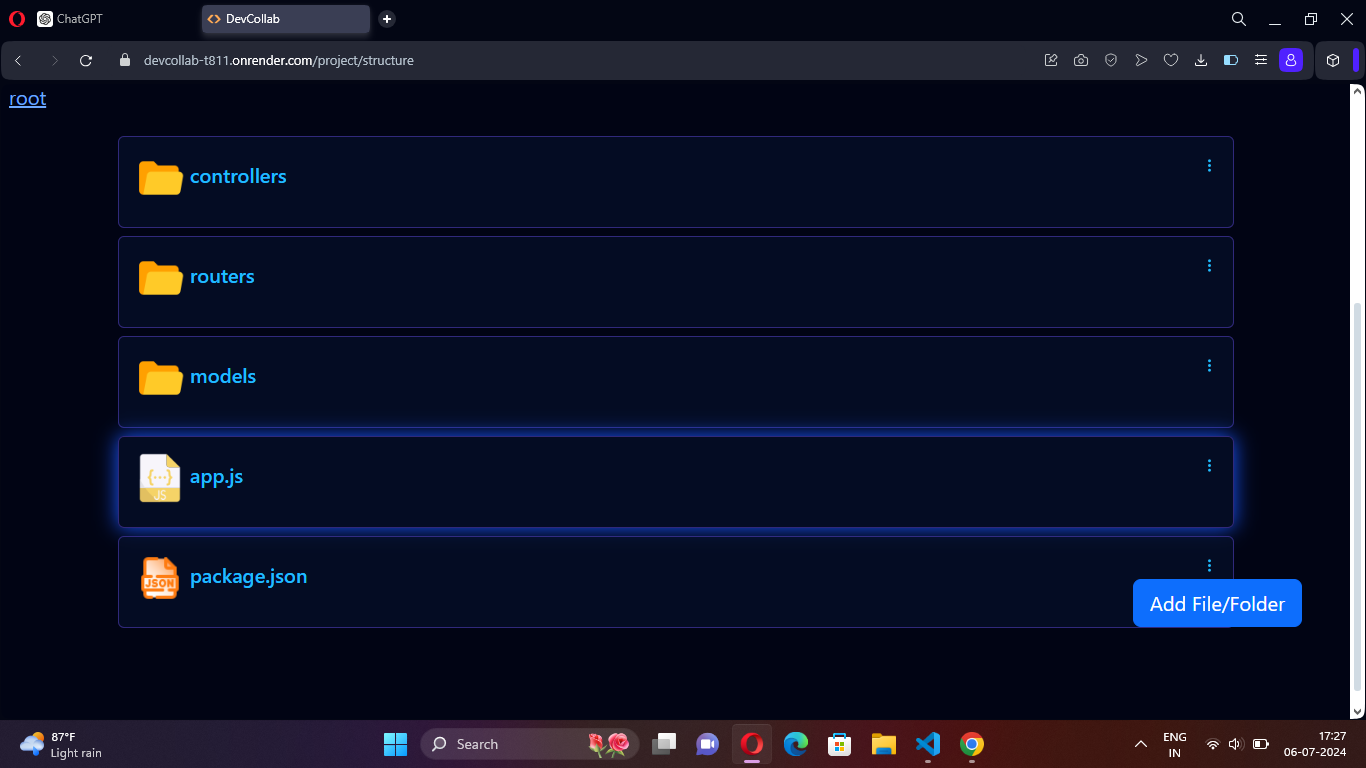 ChatGPT
DevCollab
devcollab-t811.onrender.com/project/structure
root
controllers
routers
models
JS
app.js
JSON
package.json
Add File/Folder
87°F
Light rain
Search
ENG
IN
17:27
06-07-2024